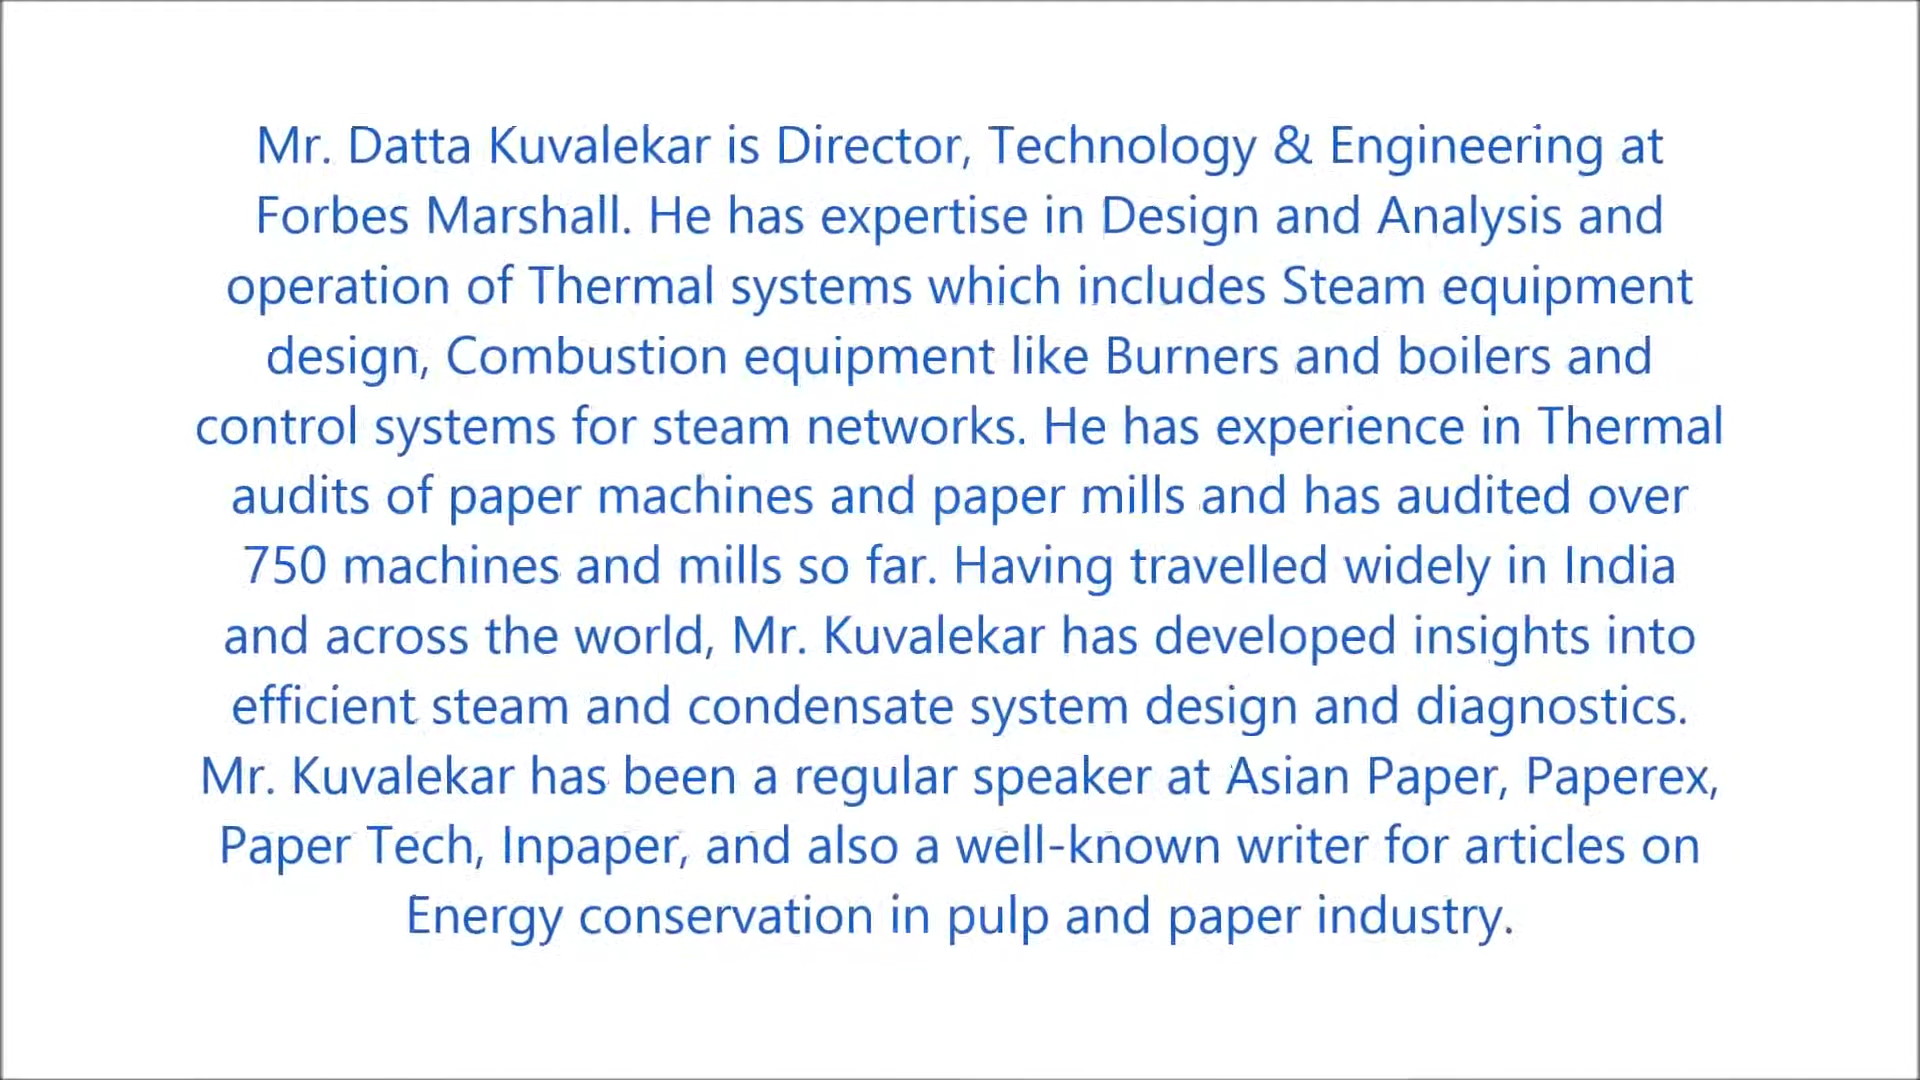 Mr. Datta Kuvalekar is Director, Technology & Engineering at
Forbes Marshall. He has expertise in Design and Analysis and
operation of Thermal systems which includes Steam equipment
design, Combustion equipment like Burners and boilers and
control systems for steam networks. He has experience in Thermal
audits of paper machines and paper mills and has audited over
750 machines and mills so far. Having travelled widely in India
and across the world, Mr. Kuvalekar has developed insights into
efficient steam and condensate system design and diagnostics.
Mr. Kuvalekar has been a regular speaker at Asian Paper, Paperex,
Paper Tech, Inpaper, and also a well-known writer for articles on
Energy conservation in pulp and paper industry.